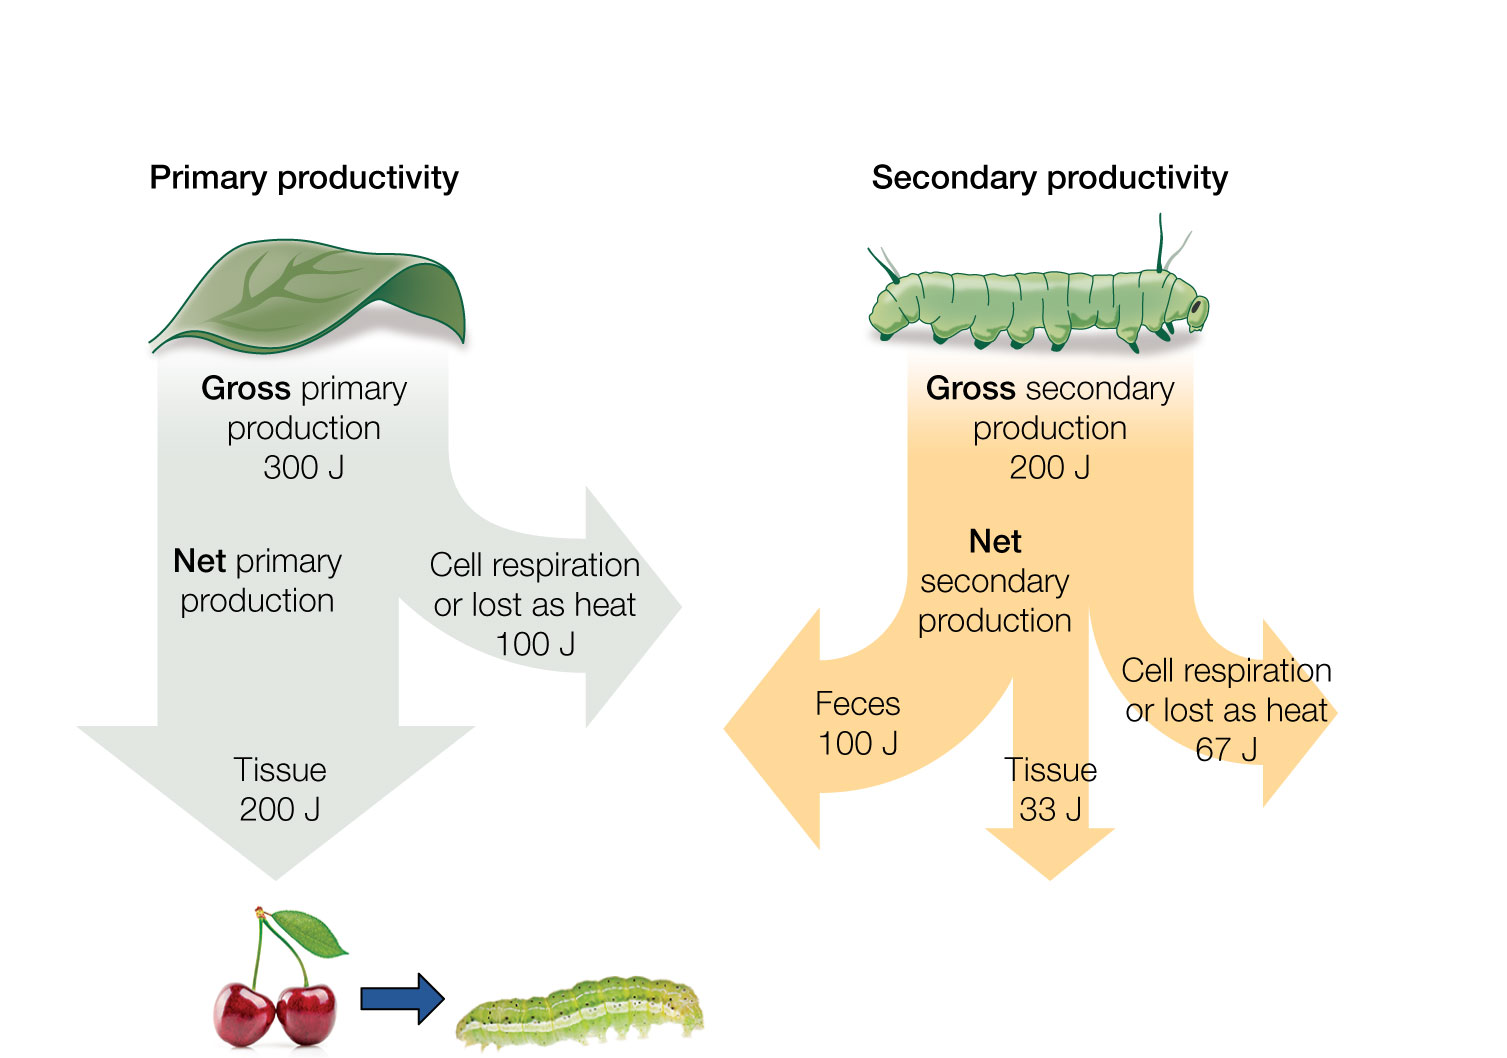 Primary productivity
Gross primary
production
300 J
Net primary
production
Cell respiration
or lost as heat
100 J
Tissue
200 J
Secondary productivity
Gross secondary
production
200 J
Net
secondary
production
Feces
100 J
Tissue
33 J
Cell respiration
or lost as heat
67 J